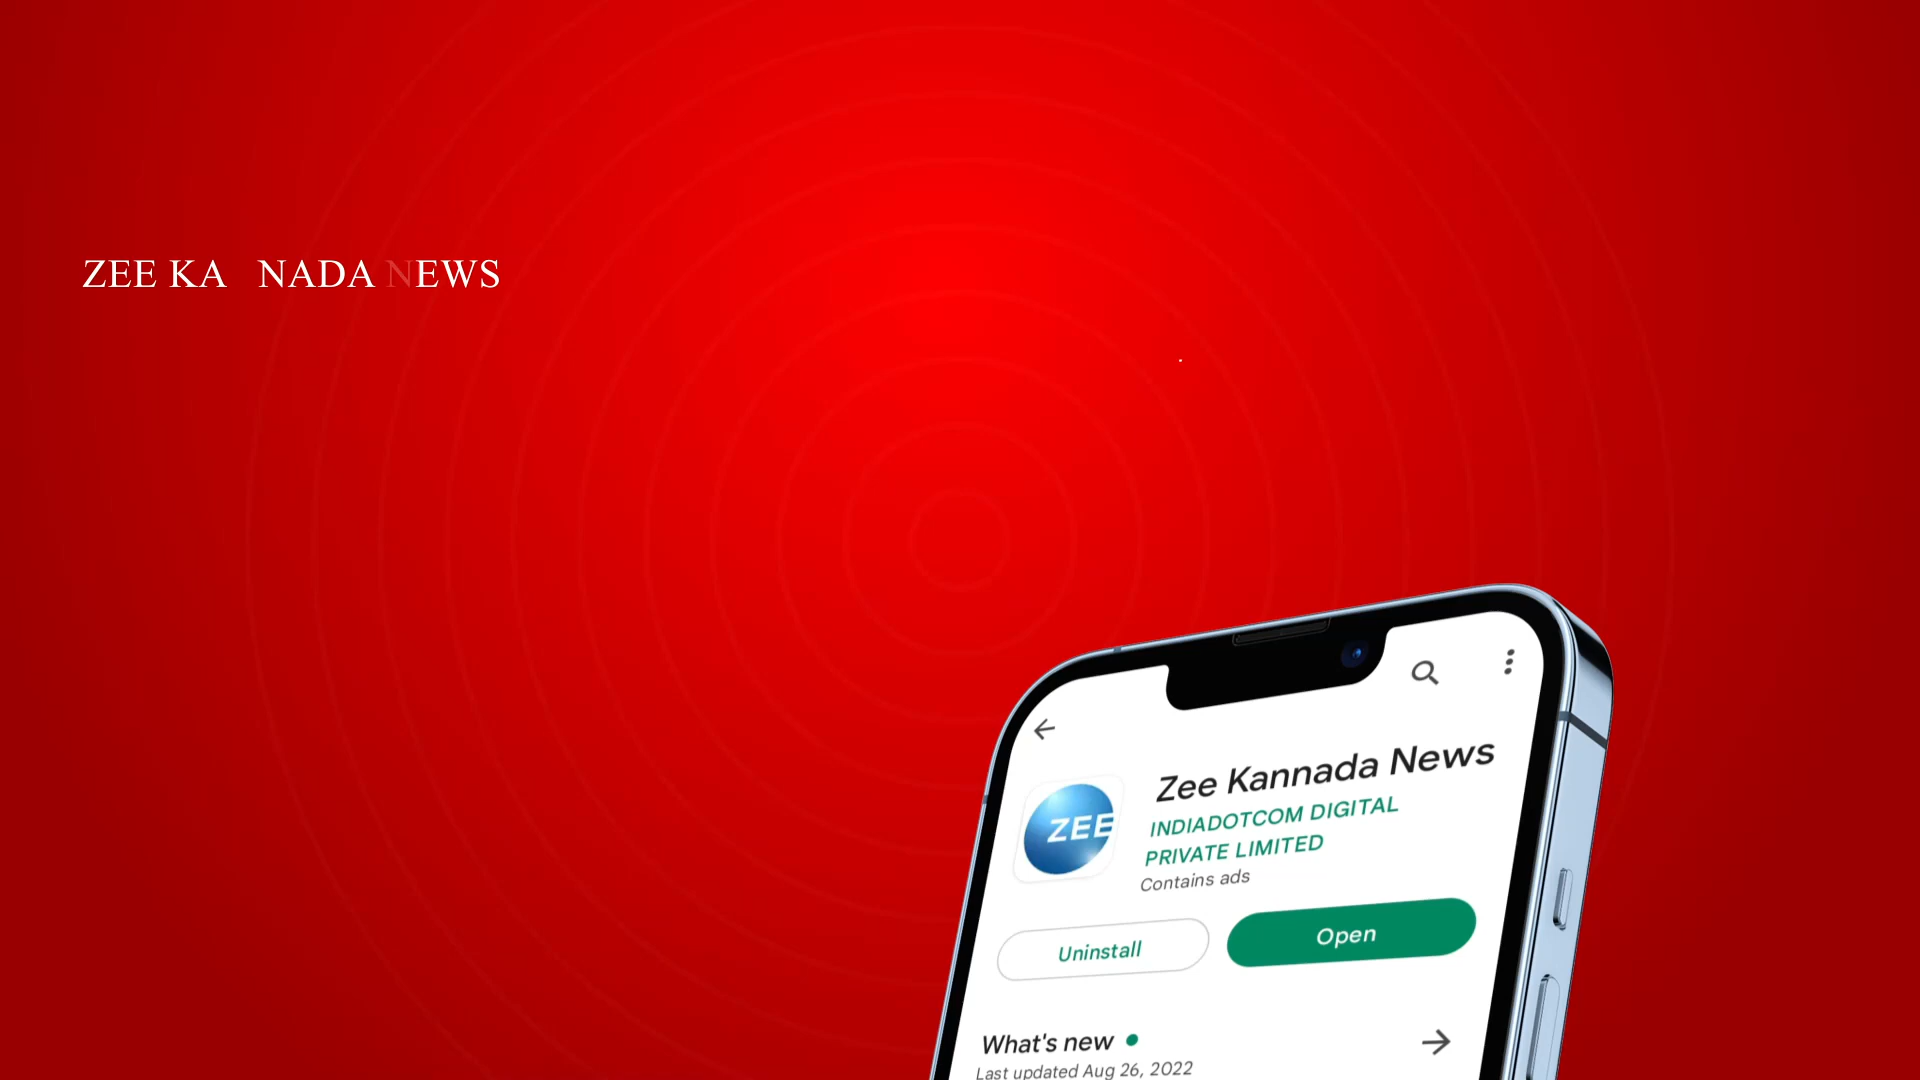 ZEE KA NADA NEWS
Zee Kannada News
ZEE
INDIADOTCOM DIGITAL
PRIVATE LIMITED
Contains ads
Uninstall
Open
What's new
Last updated Aug 26, 2022